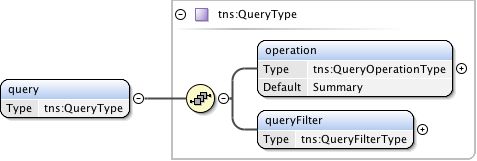 tns:QueryType
operation
Type tns:QueryOperationType
Default Summary
query
Type tns:QueryType
queryFilter
Type tns:QueryFilterType